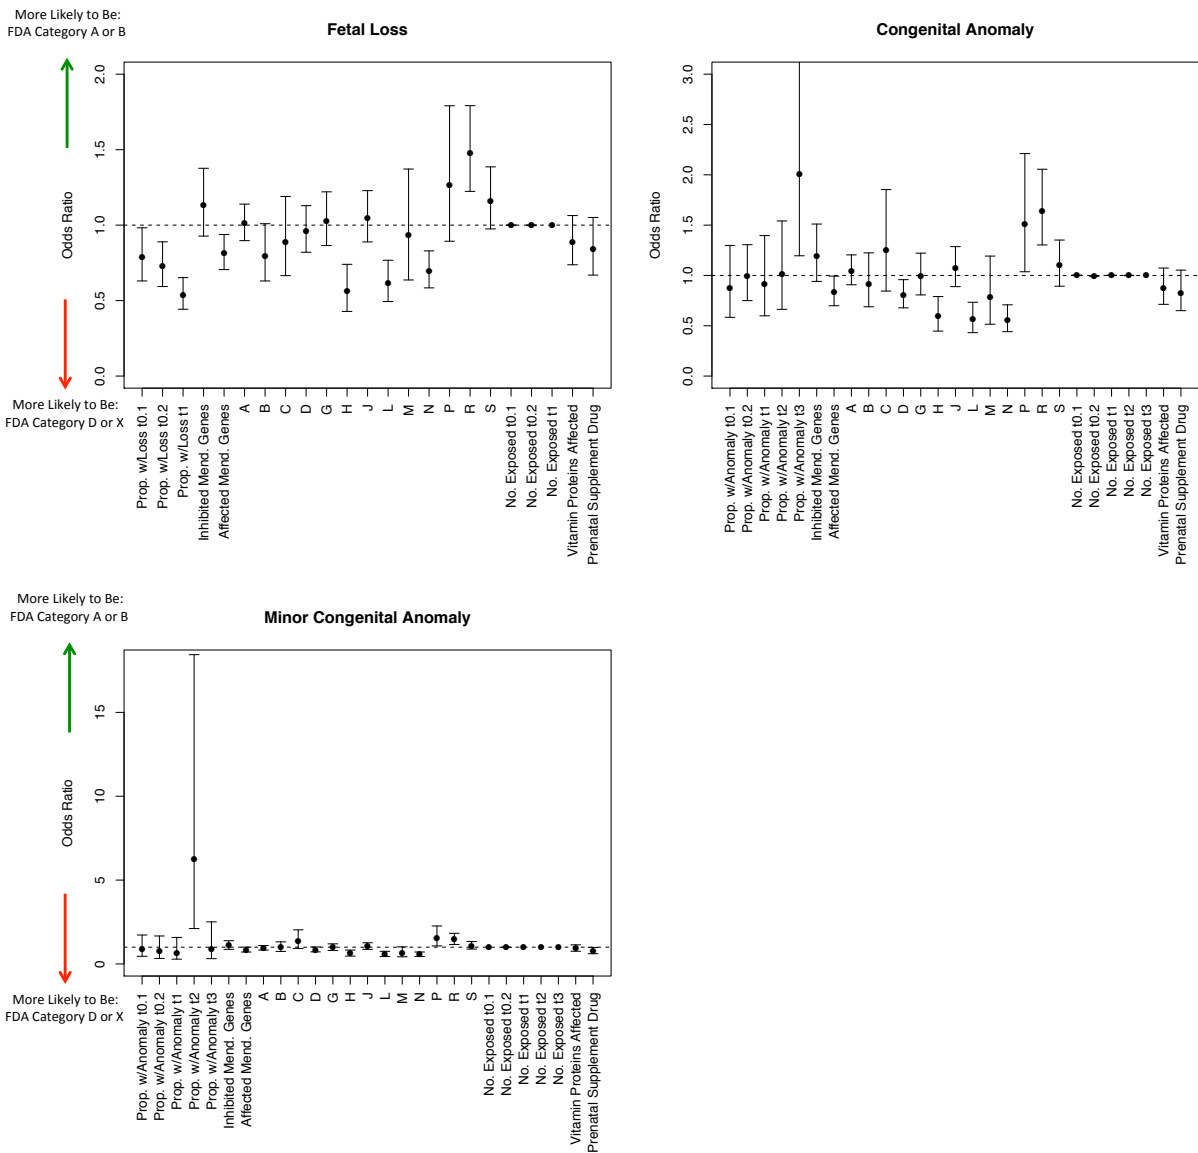 More Likely to Be:
FDA Category A or B
Fetal Loss
Odds Ratio
2.0
1.5
1.0
0.5
0.0
More Likely to Be:
FDA Category D or X
Prop. w/Loss t0.1
Prop. w/Loss t0.2
Prop. w/Loss t1
Inhibited Mend. Genes
Affected Mend. Genes
A
B
C
D
G
H
J
L
M
N
P
R
S
No. Exposed t0.1
No. Exposed t0.2
No. Exposed t1
Vitamin Proteins Affected
Prenatal Supplement Drug
Congenital Anomaly
Odds Ratio
3.0
2.5
2.0
1.5
1.0
0.5
0.0
Prop. w/Anomaly t0.1
Prop. w/Anomaly t0.2
Prop. w/Anomaly t1
Prop. w/Anomaly t2
Prop. w/Anomaly t3
Inhibited Mend. Genes
Affected Mend. Genes
A
B
C
D
G
H
J
L
M
N
P
R
S
No. Exposed t0.1
No. Exposed t0.2
No. Exposed t1
No. Exposed t2
No. Exposed t3
Vitamin Proteins Affected
Prenatal Supplement Drug
More Likely to Be:
FDA Category A or B
Minor Congenital Anomaly
Odds Ratio
15
10
5
0
More Likely to Be:
FDA Category D or X
Prop. w/Anomaly t0.1
Prop. w/Anomaly t0.2
Prop. w/Anomaly t1
Prop. w/Anomaly t2
Prop. w/Anomaly t3
Inhibited Mend. Genes
Affected Mend. Genes
A
B
C
D
G
H
J
L
M
N
P
R
S
No. Exposed t0.1
No. Exposed t0.2
No. Exposed t1
No. Exposed t2
No. Exposed t3
Vitamin Proteins Affected
Prenatal Supplement Drug